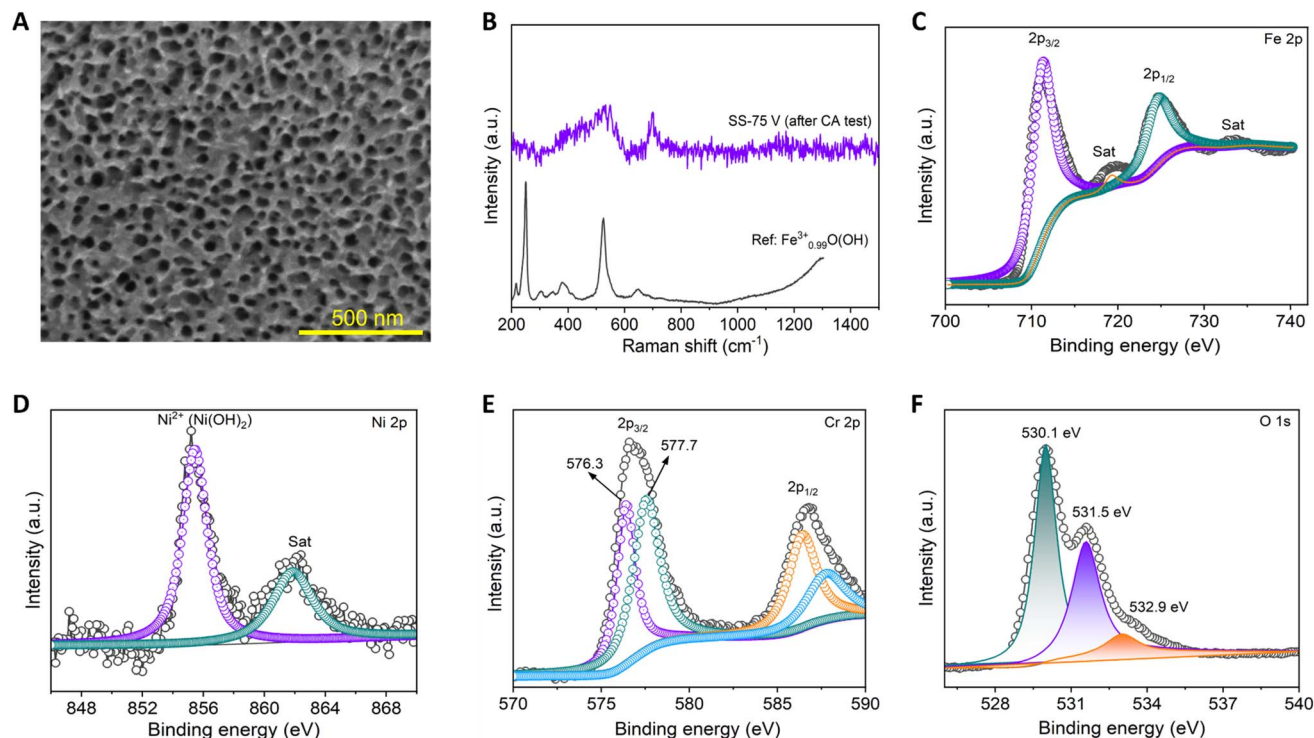 A
500 nm
B
SS-75 V (after CA test)
Ref: Fe³⁺₀.₉₉O(OH)
Intensity (a.u.)
200 400 600 800 1000 1200 1400
Raman shift (cm⁻¹)
C
Fe 2p
2p₃/₂
2p₁/₂
Sat
Sat
Intensity (a.u.)
700 710 720 730 740
Binding energy (eV)
D
Ni 2p
Ni²⁺ (Ni(OH)₂)
Sat
Intensity (a.u.)
848 852 856 860 864 868
Binding energy (eV)
E
Cr 2p
2p₃/₂
576.3
577.7
2p₁/₂
Intensity (a.u.)
570 575 580 585 590
Binding energy (eV)
F
O 1s
530.1 eV
531.5 eV
532.9 eV
Intensity (a.u.)
528 531 534 537 540
Binding energy (eV)